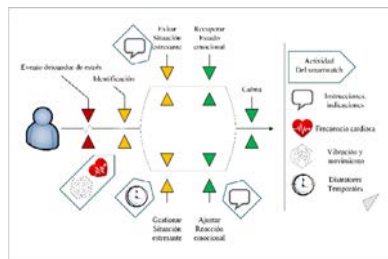 Evitar
Situación
estresante
Recuperar
Estado
emocional
Evento detonador de estrés
Identificación
Calma
Gestionar
Situación
estresante
Ajustar
Reacción
emocional
Actividad
Del smartwatch
Instrucciones,
indicaciones
Frecuencia cardiaca
Vibración y
movimiento
Distratores
Temporales